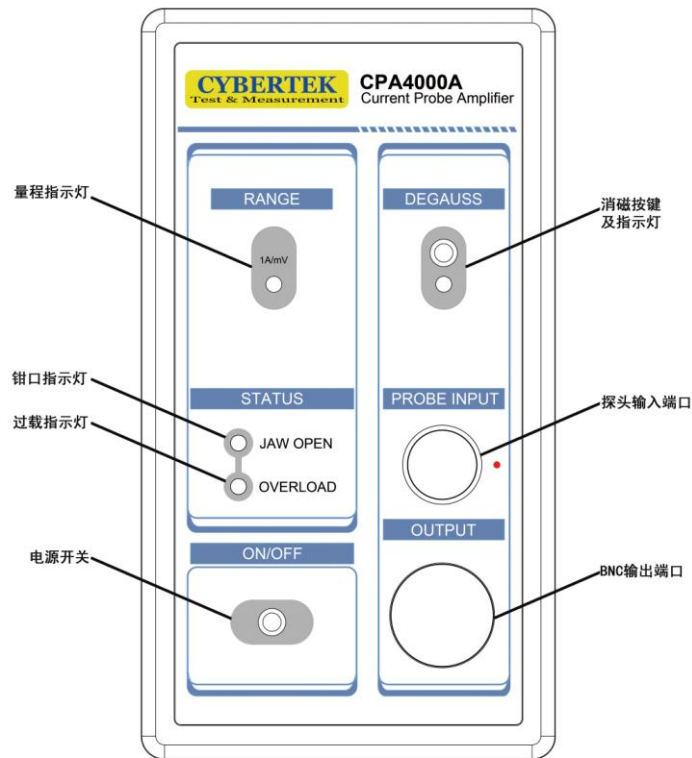 CYBERTEK
Test & Measurement
CPA4000A
Current Probe Amplifier
量程指示灯
RANGE
1A/mV
DEGAUSS
消磁按键
及指示灯
钳口指示灯
STATUS
JAW OPEN
过载指示灯
OVERLOAD
PROBE INPUT
探头输入端口
电源开关
ON/OFF
OUTPUT
BNC输出端口